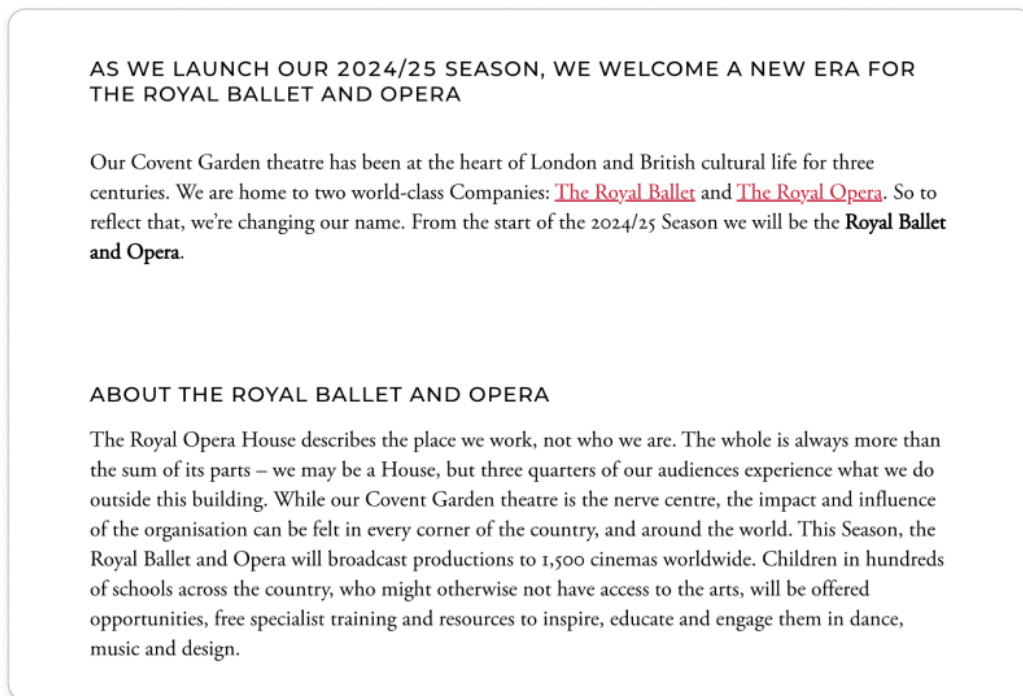 AS WE LAUNCH OUR 2024/25 SEASON, WE WELCOME A NEW ERA FOR
THE ROYAL BALLET AND OPERA
Our Covent Garden theatre has been at the heart of London and British cultural life for three
centuries. We are home to two world-class Companies: The Royal Ballet and The Royal Opera. So to
reflect that, we’re changing our name. From the start of the 2024/25 Season we will be the Royal Ballet
and Opera.
ABOUT THE ROYAL BALLET AND OPERA
The Royal Opera House describes the place we work, not who we are. The whole is always more than
the sum of its parts – we may be a House, but three quarters of our audiences experience what we do
outside this building. While our Covent Garden theatre is the nerve centre, the impact and influence
of the organisation can be felt in every corner of the country, and around the world. This Season, the
Royal Ballet and Opera will broadcast productions to 1,500 cinemas worldwide. Children in hundreds
of schools across the country, who might otherwise not have access to the arts, will be offered
opportunities, free specialist training and resources to inspire, educate and engage them in dance,
music and design.